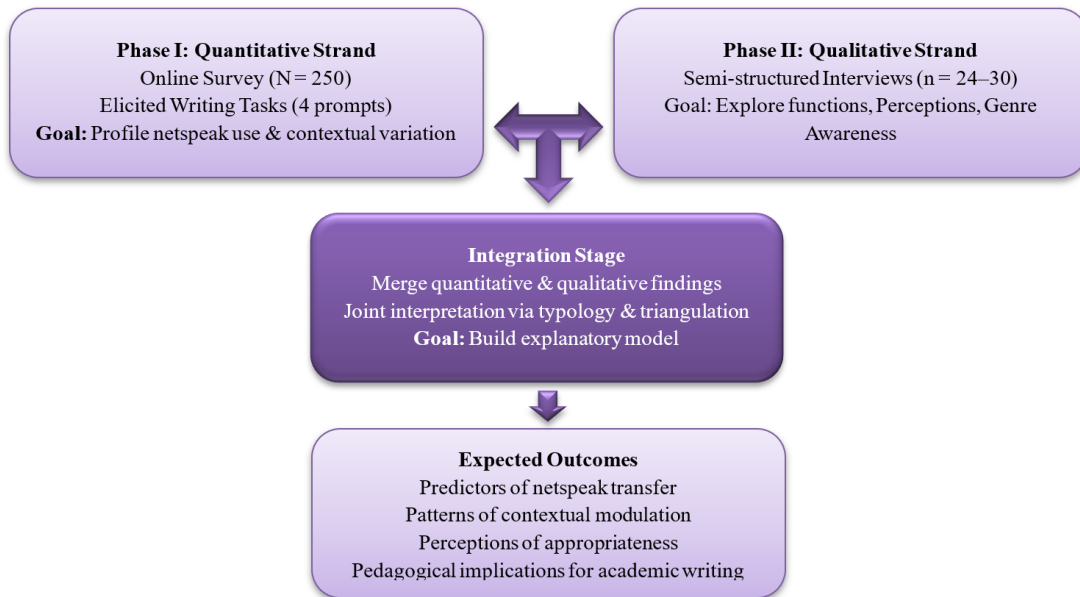 Phase I: Quantitative Strand
Online Survey (N = 250)
Elicited Writing Tasks (4 prompts)
Goal: Profile netspeak use & contextual variation
Phase II: Qualitative Strand
Semi-structured Interviews (n = 24–30)
Goal: Explore functions, Perceptions, Genre
Awareness
Integration Stage
Merge quantitative & qualitative findings
Joint interpretation via typology & triangulation
Goal: Build explanatory model
Expected Outcomes
Predictors of netspeak transfer
Patterns of contextual modulation
Perceptions of appropriateness
Pedagogical implications for academic writing